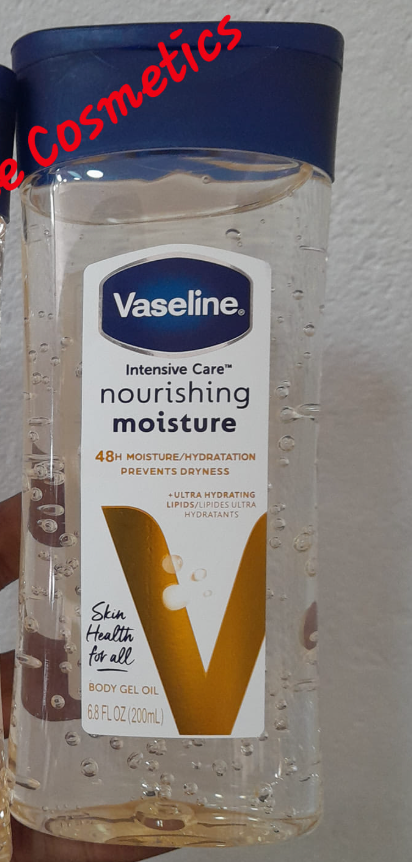 e Cosmetics
Vaseline®
Intensive Care™
nourishing
moisture
48H MOISTURE/HYDRATATION
PREVENTS DRYNESS
+ULTRA HYDRATING
LIPIDS/LIPIDES ULTRA
HYDRATANTS
Skin
Health
for all
BODY GEL OIL
6.8 FL OZ (200mL)